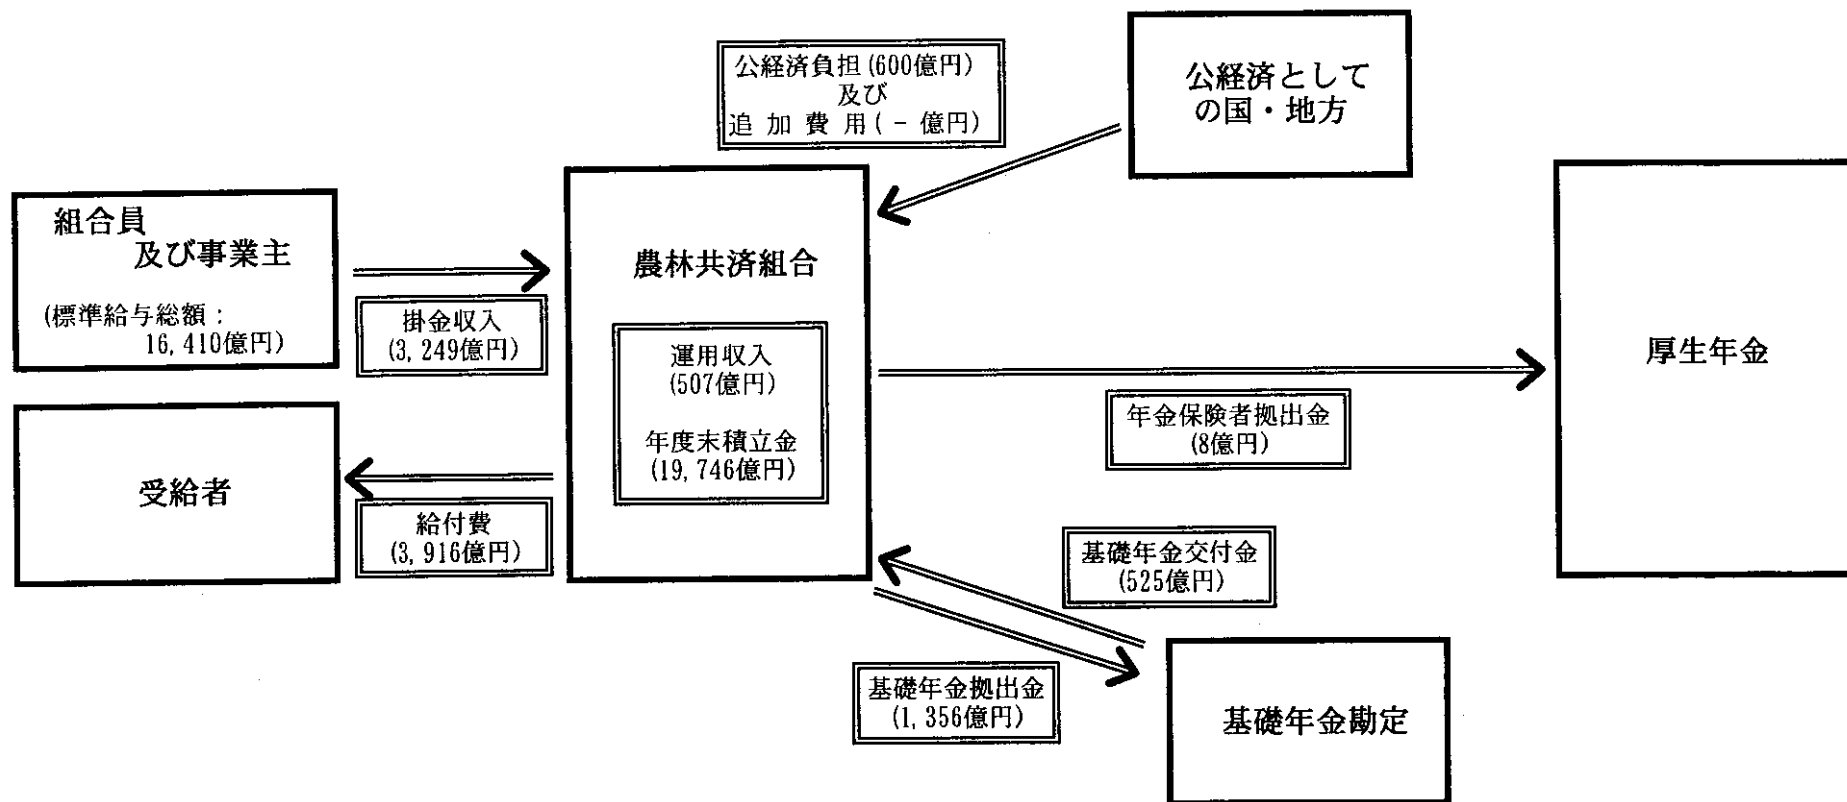 公経済負担(600億円)
及び
追加費用(-億円)
公経済として
の国・地方
組合員
及び事業主
(標準給与総額:
16,410億円)
掛金収入
(3,249億円)
農林共済組合
運用収入
(507億円)
年度末積立金
(19,746億円)
厚生年金
年金保険者拠出金
(8億円)
受給者
給付費
(3,916億円)
基礎年金交付金
(525億円)
基礎年金拠出金
(1,356億円)
基礎年金勘定